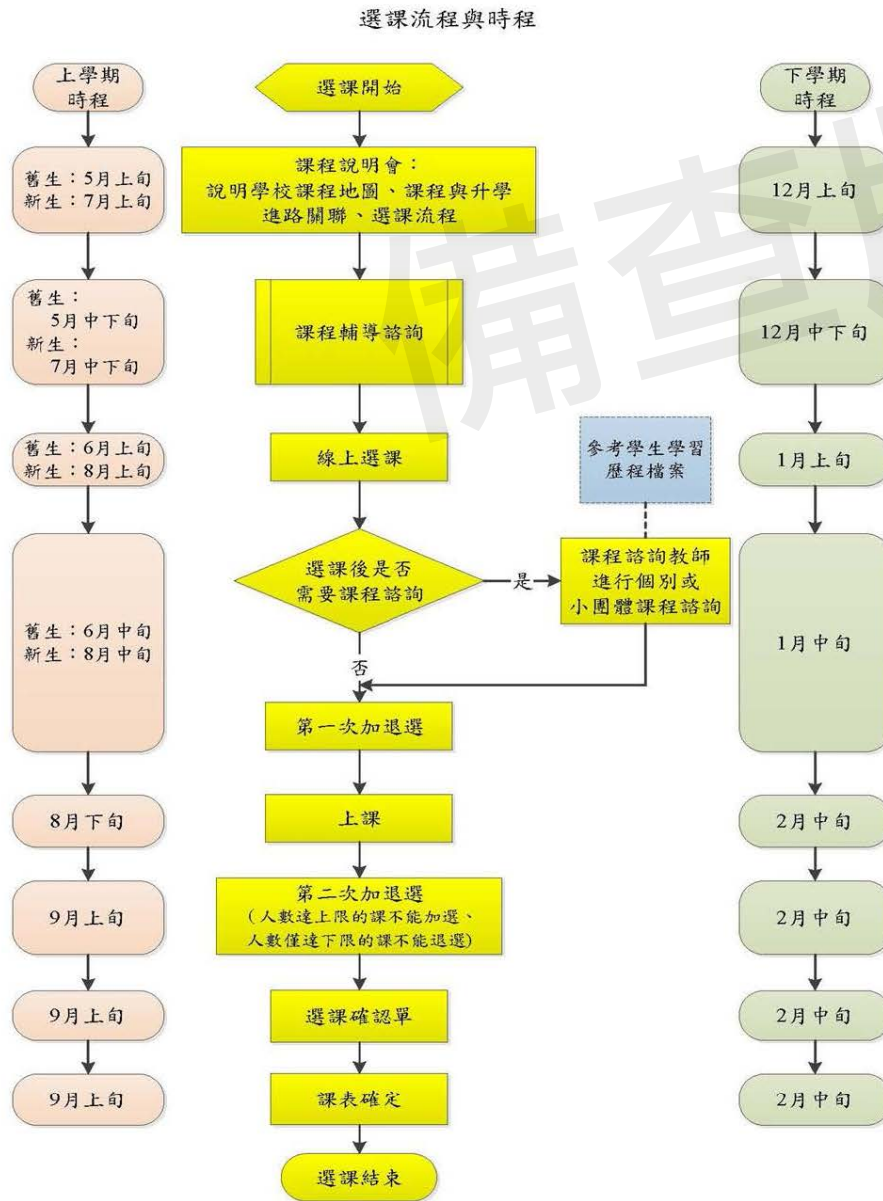 選課流程與時程
上學期
時程
選課開始
下學期
時程
舊生：5月上旬
新生：7月上旬
課程說明會：
說明學校課程地圖、課程與升學
進路關聯、選課流程
12月上旬
舊生：
5月中下旬
新生：
7月中下旬
課程輔導諮詢
12月中下旬
舊生：6月上旬
新生：8月上旬
線上選課
參考學生學習
歷程檔案
1月上旬
舊生：6月中旬
新生：8月中旬
選課後是否
需要課程諮詢
是
課程諮詢教師
進行個別或
小團體課程諮詢
1月中旬
否
第一次加退選
8月下旬
上課
2月中旬
9月上旬
第二次加退選
（人數達上限的課不能加選、
人數僅達下限的課不能退選)
2月中旬
9月上旬
選課確認單
2月中旬
9月上旬
課表確定
2月中旬
選課結束
備查